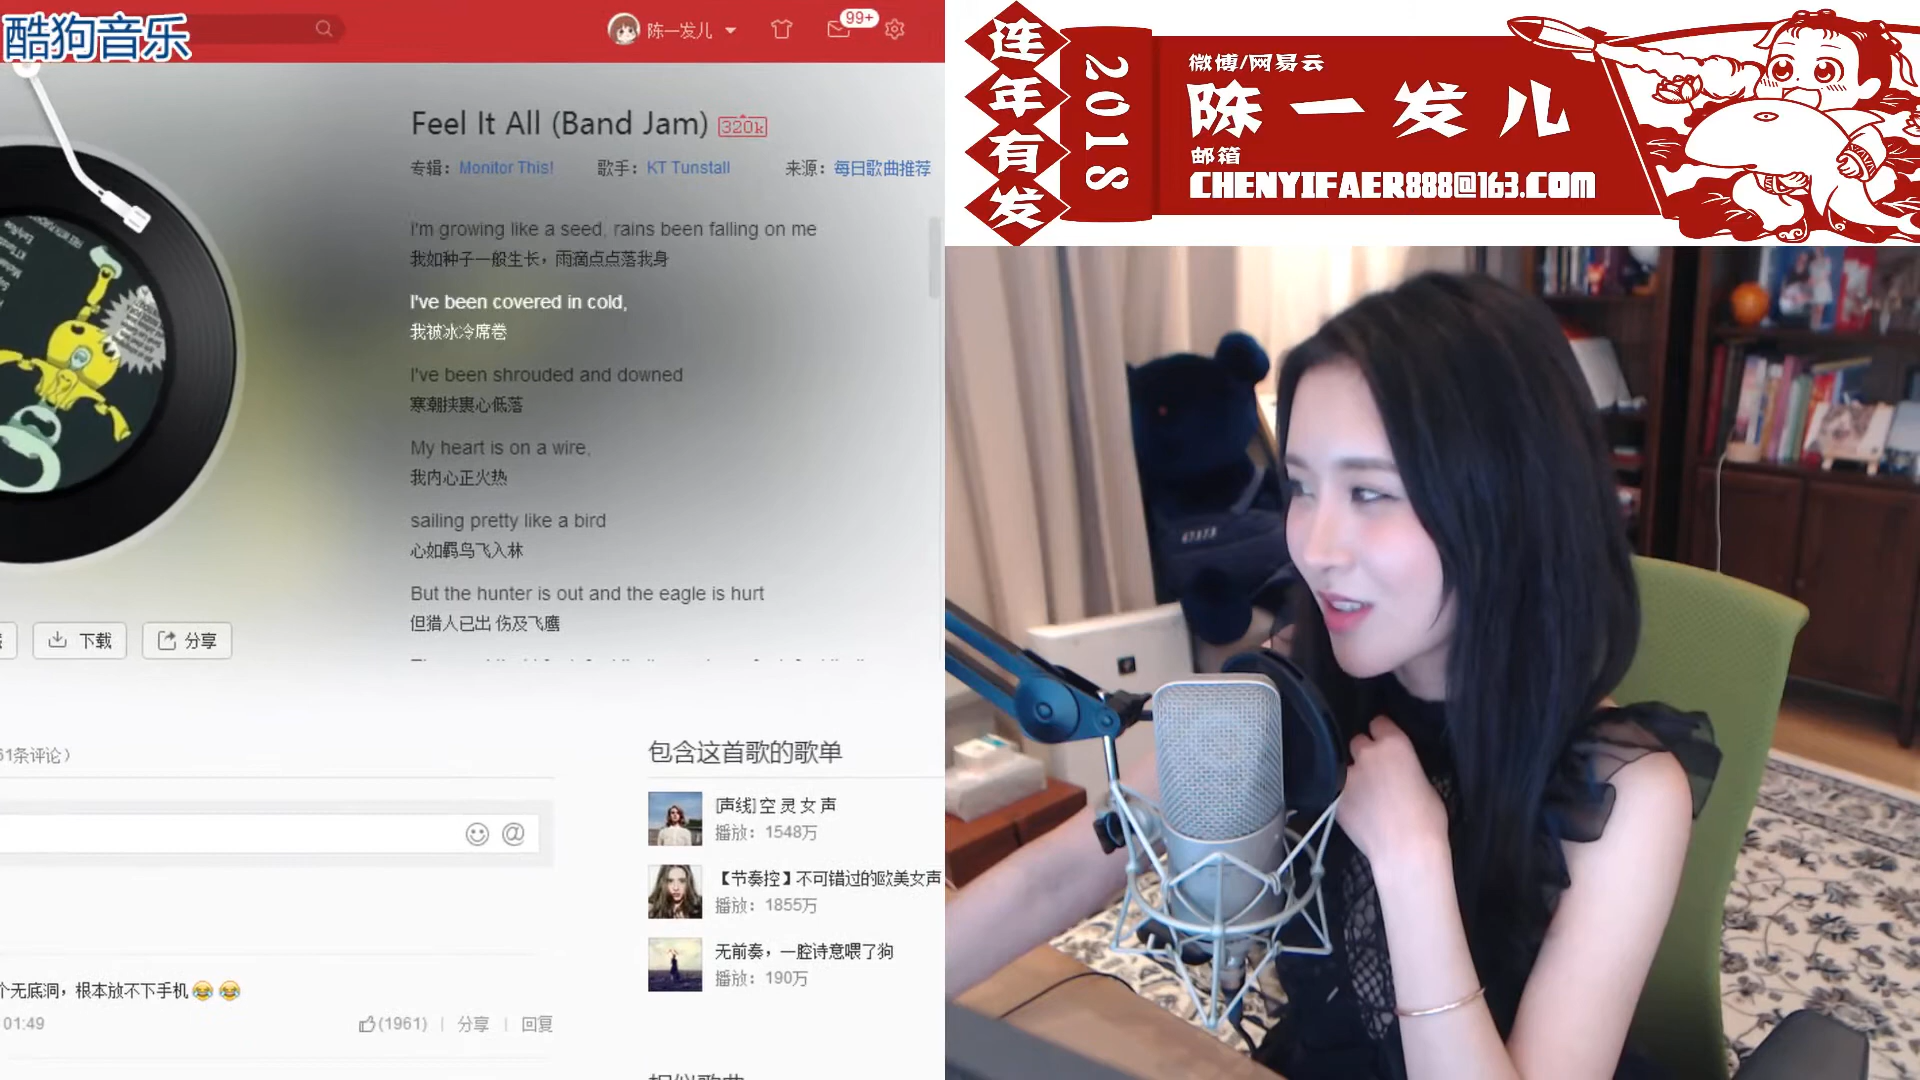 酷狗音乐
陈一发儿
99+
Feel It All (Band Jam) 320k
专辑：Monitor This! 歌手：KT Tunstall 来源：每日歌曲推荐
I'm growing like a seed, rains been falling on me
我如种子一般生长，雨滴点点落我身
I've been covered in cold,
我被冰冷席卷
I've been shrouded and downed
寒潮挟裹心低落
My heart is on a wire,
我内心正火热
sailing pretty like a bird
心如羁鸟飞入林
But the hunter is out and the eagle is hurt
但猎人已出 伤及飞鹰
下载 分享
61条评论）
@
个无底洞，根本放不下手机
01:49 (1961) 分享 回复
包含这首歌的歌单
[声线]空灵女声
播放：1548万
【节奏控】不可错过的欧美女声
播放：1855万
无前奏，一腔诗意喂了狗
播放：190万
连年有发
2018
微博/网易云
陈一发儿
邮箱
CHENYIFAER888@163.COM